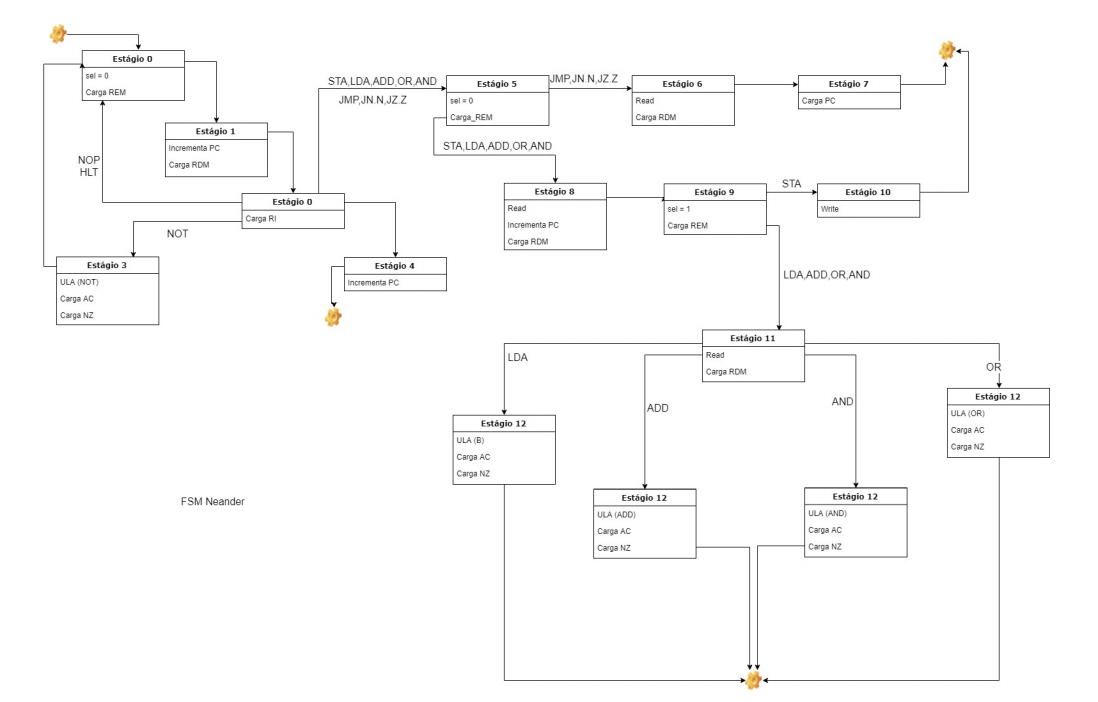 Estágio 0
sel = 0
Carga REM
Estágio 1
Incrementa PC
Carga RDM
NOP
HLT
Estágio 0
Carga RI
NOT
Estágio 3
ULA (NOT)
Carga AC
Carga NZ
Estágio 4
Incrementa PC
STA,LDA,ADD,OR,AND
JMP,JN.N,JZ.Z
Estágio 5
sel = 0
Carga_REM
JMP,JN.N,JZ.Z
Estágio 6
Read
Carga RDM
Estágio 7
Carga PC
STA,LDA,ADD,OR,AND
Estágio 8
Read
Incrementa PC
Carga RDM
Estágio 9
sel = 1
Carga REM
STA
Estágio 10
Write
LDA,ADD,OR,AND
Estágio 11
Read
Carga RDM
LDA
ADD
AND
OR
Estágio 12
ULA (B)
Carga AC
Carga NZ
Estágio 12
ULA (ADD)
Carga AC
Carga NZ
Estágio 12
ULA (AND)
Carga AC
Carga NZ
Estágio 12
ULA (OR)
Carga AC
Carga NZ
FSM Neander